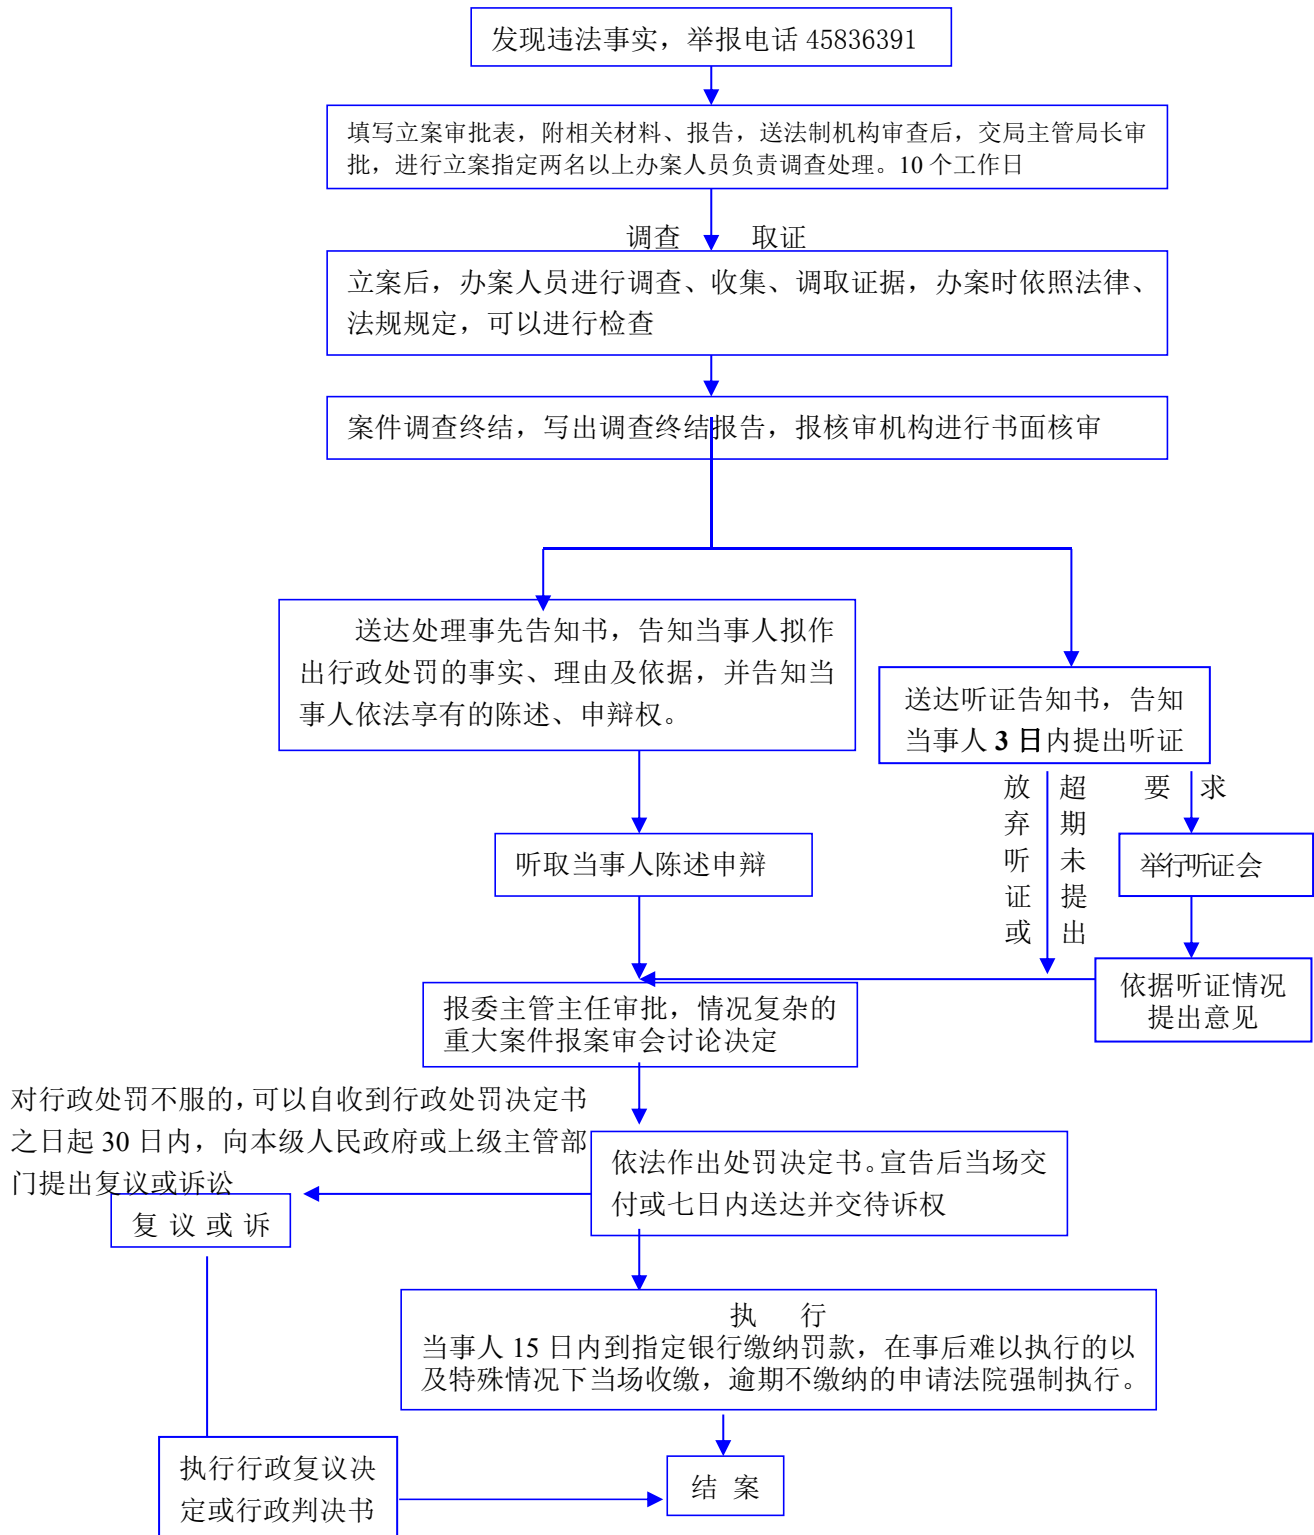 发现违法事实，举报电话 45836391
填写立案审批表，附相关材料、报告，送法制机构审查后，交局主管局长审
批，进行立案指定两名以上办案人员负责调查处理。10 个工作日
调查 取证
立案后，办案人员进行调查、收集、调取证据，办案时依照法律、
法规规定，可以进行检查
案件调查终结，写出调查终结报告，报核审机构进行书面核审
送达处理事先告知书，告知当事人拟作
出行政处罚的事实、理由及依据，并告知当
事人依法享有的陈述、申辩权。
送达听证告知书，告知
当事人 3 日内提出听证
放弃听证或
超期未提出
要 求
听取当事人陈述申辩
举行听证会
依据听证情况
提出意见
报委主管主任审批，情况复杂的
重大案件报案审会讨论决定
对行政处罚不服的，可以自收到行政处罚决定书
之日起 30 日内，向本级人民政府或上级主管部
门提出复议或诉讼
复 议 或 诉
依法作出处罚决定书。宣告后当场交
付或七日内送达并交待诉权
执 行
当事人 15 日内到指定银行缴纳罚款，在事后难以执行的以
及特殊情况下当场收缴，逾期不缴纳的申请法院强制执行。
执行行政复议决
定或行政判决书
结 案